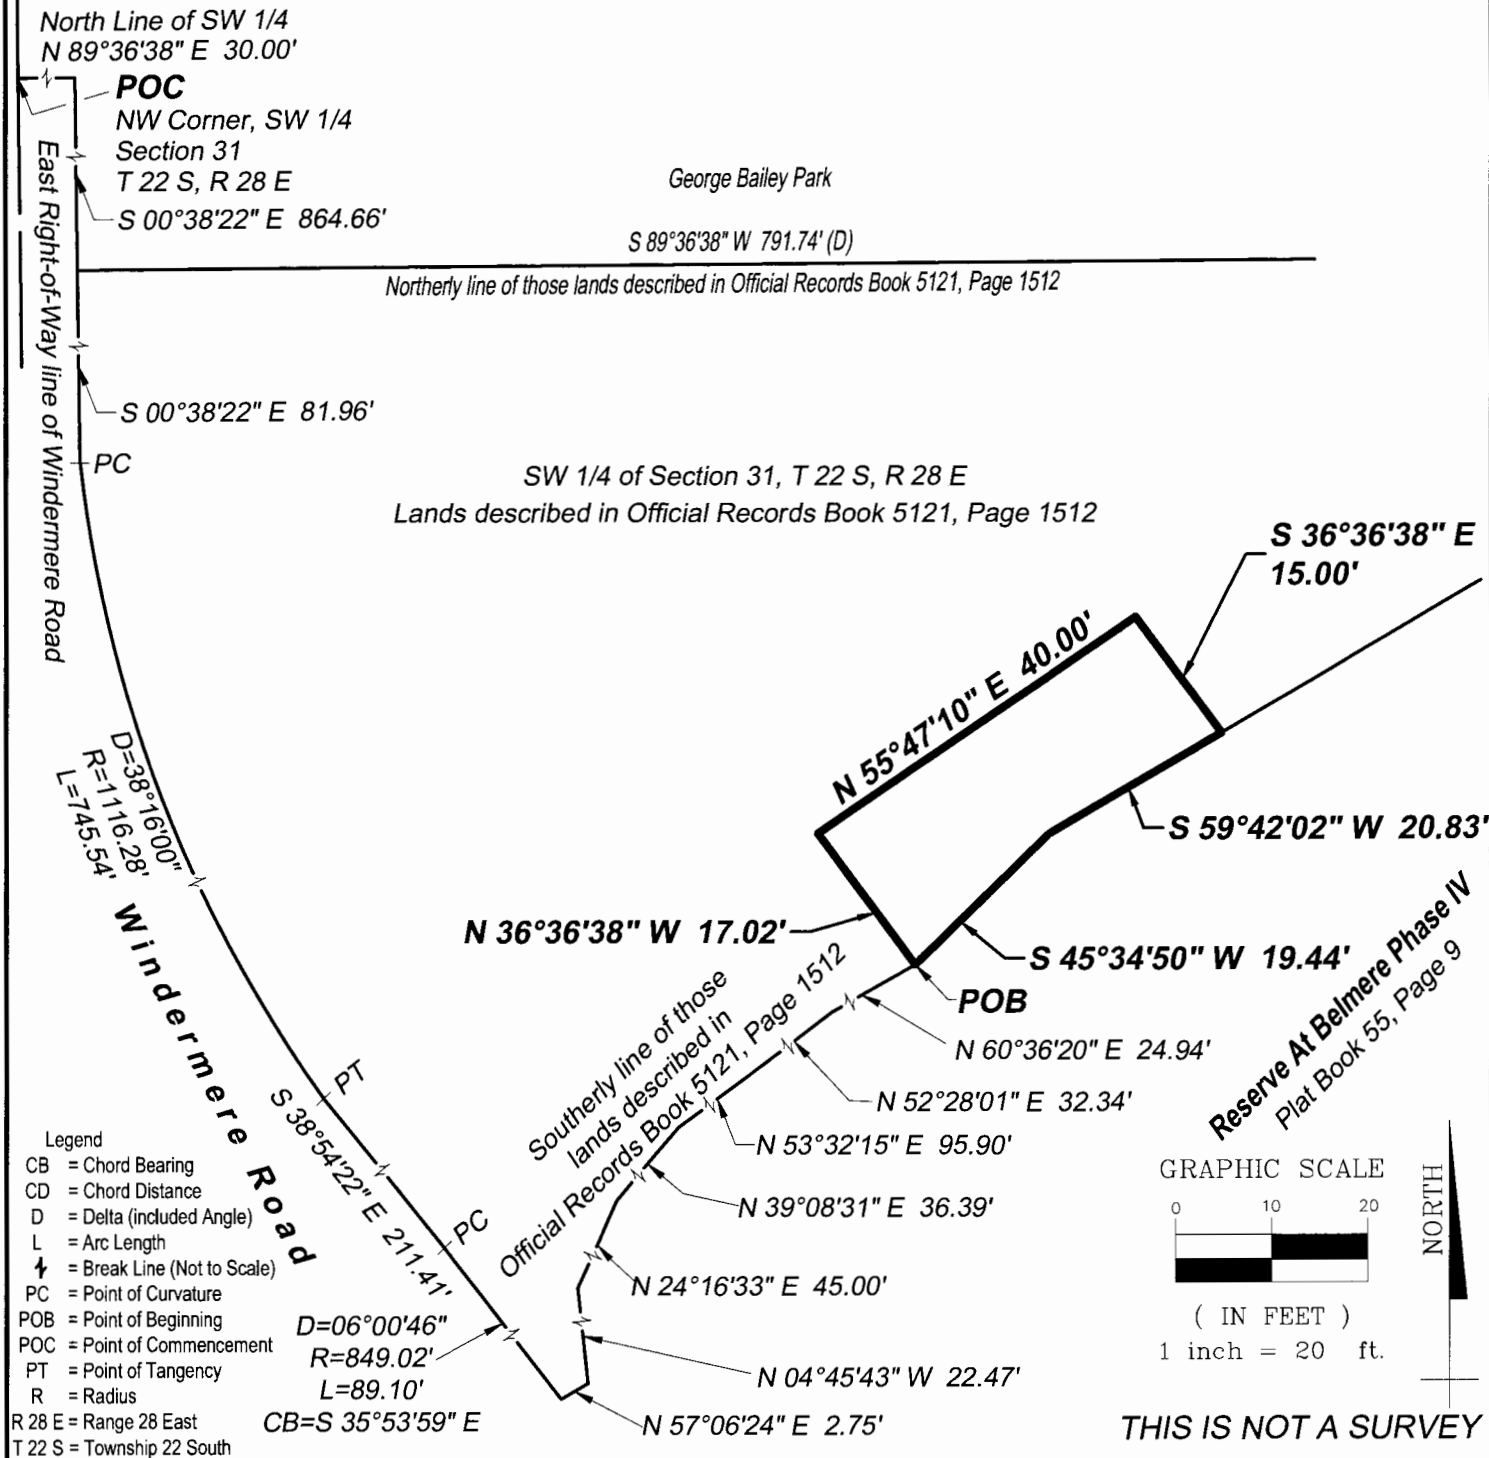 North Line of SW 1/4
N 89°36'38" E 30.00'
POC
NW Corner, SW 1/4
Section 31
T 22 S, R 28 E
S 00°38'22" E 864.66'
East Right-of-Way line of Windermere Road
George Bailey Park
S 89°36'38" W 791.74' (D)
Northerly line of those lands described in Official Records Book 5121, Page 1512
S 00°38'22" E 81.96'
PC
SW 1/4 of Section 31, T 22 S, R 28 E
Lands described in Official Records Book 5121, Page 1512
S 36°36'38" E
15.00'
N 55°47'10" E 40.00'
S 59°42'02" W 20.83'
N 36°36'38" W 17.02'
S 45°34'50" W 19.44'
POB
D=38°16'00"
R=1116.28'
L=745.54'
Windermere Road
PT
S 38°54'22" E 211.41'
PC
Southerly line of those
lands described in
Official Records Book 5121, Page 1512
N 60°36'20" E 24.94'
N 52°28'01" E 32.34'
N 53°32'15" E 95.90'
N 39°08'31" E 36.39'
N 24°16'33" E 45.00'
N 04°45'43" W 22.47'
N 57°06'24" E 2.75'
D=06°00'46"
R=849.02'
L=89.10'
CB=S 35°53'59" E
Reserve At Belmere Phase IV
Plat Book 55, Page 9
Legend
CB = Chord Bearing
CD = Chord Distance
D = Delta (included Angle)
L = Arc Length
= Break Line (Not to Scale)
PC = Point of Curvature
POB = Point of Beginning
POC = Point of Commencement
PT = Point of Tangency
R = Radius
R 28 E = Range 28 East
T 22 S = Township 22 South
GRAPHIC SCALE
0 10 20
( IN FEET )
1 inch = 20 ft.
NORTH
THIS IS NOT A SURVEY